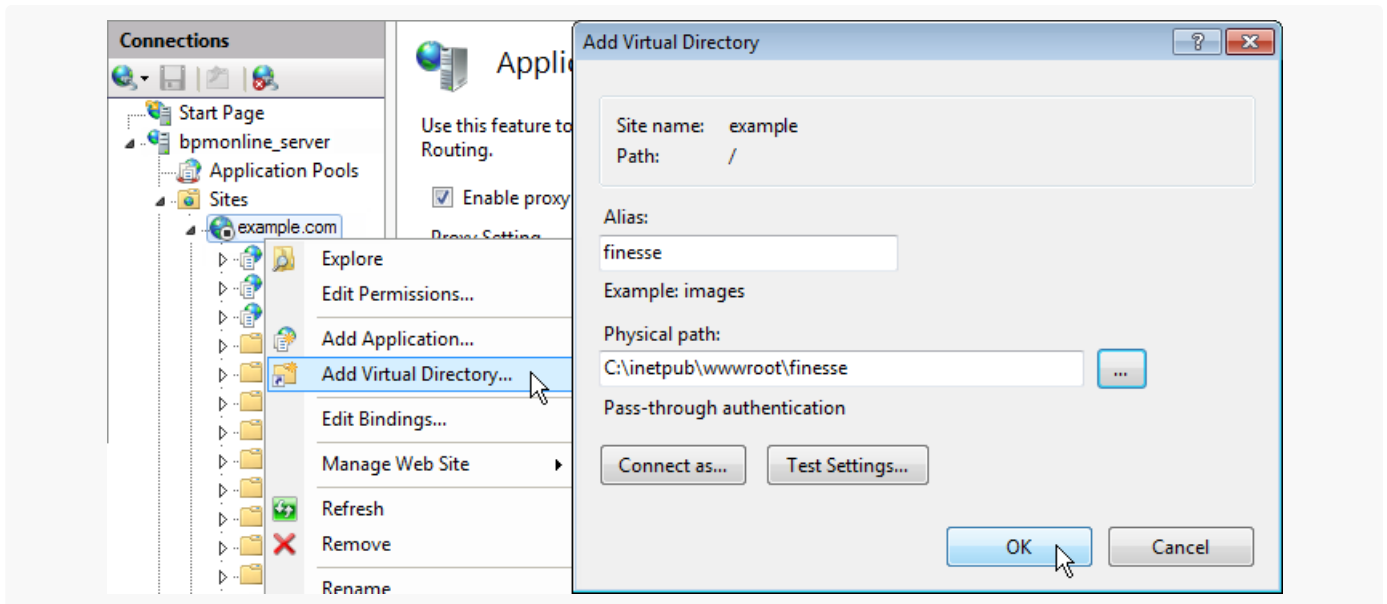 Connections
Start Page
bpmonline_server
Application Pools
Sites
example.com
Explore
Edit Permissions...
Add Application...
Add Virtual Directory...
Edit Bindings...
Manage Web Site
Refresh
Remove
Rename
Applic
Use this feature to
Routing.
Enable proxy
Proxy Setting
Add Virtual Directory
Site name: example
Path: /
Alias:
finesse
Example: images
Physical path:
C:\inetpub\wwwroot\finesse
...
Pass-through authentication
Connect as...
Test Settings...
OK
Cancel